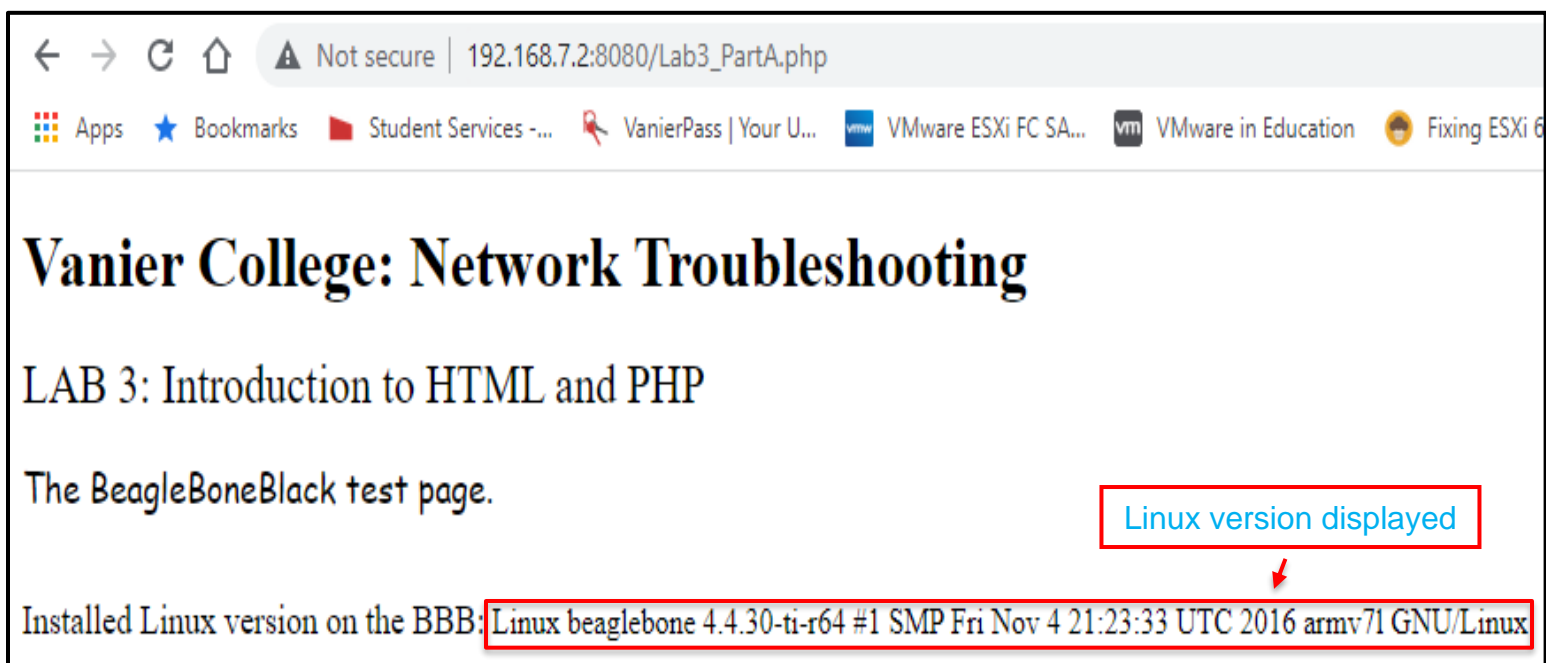 Not secure | 192.168.7.2:8080/Lab3_PartA.php
Apps Bookmarks Student Services -... VanierPass | Your U... vmw VMware ESXi FC SA... vm VMware in Education Fixing ESXi 6
Vanier College: Network Troubleshooting
LAB 3: Introduction to HTML and PHP
The BeagleBoneBlack test page.
Linux version displayed
Installed Linux version on the BBB: Linux beaglebone 4.4.30-ti-r64 #1 SMP Fri Nov 4 21:23:33 UTC 2016 armv7l GNU/Linux